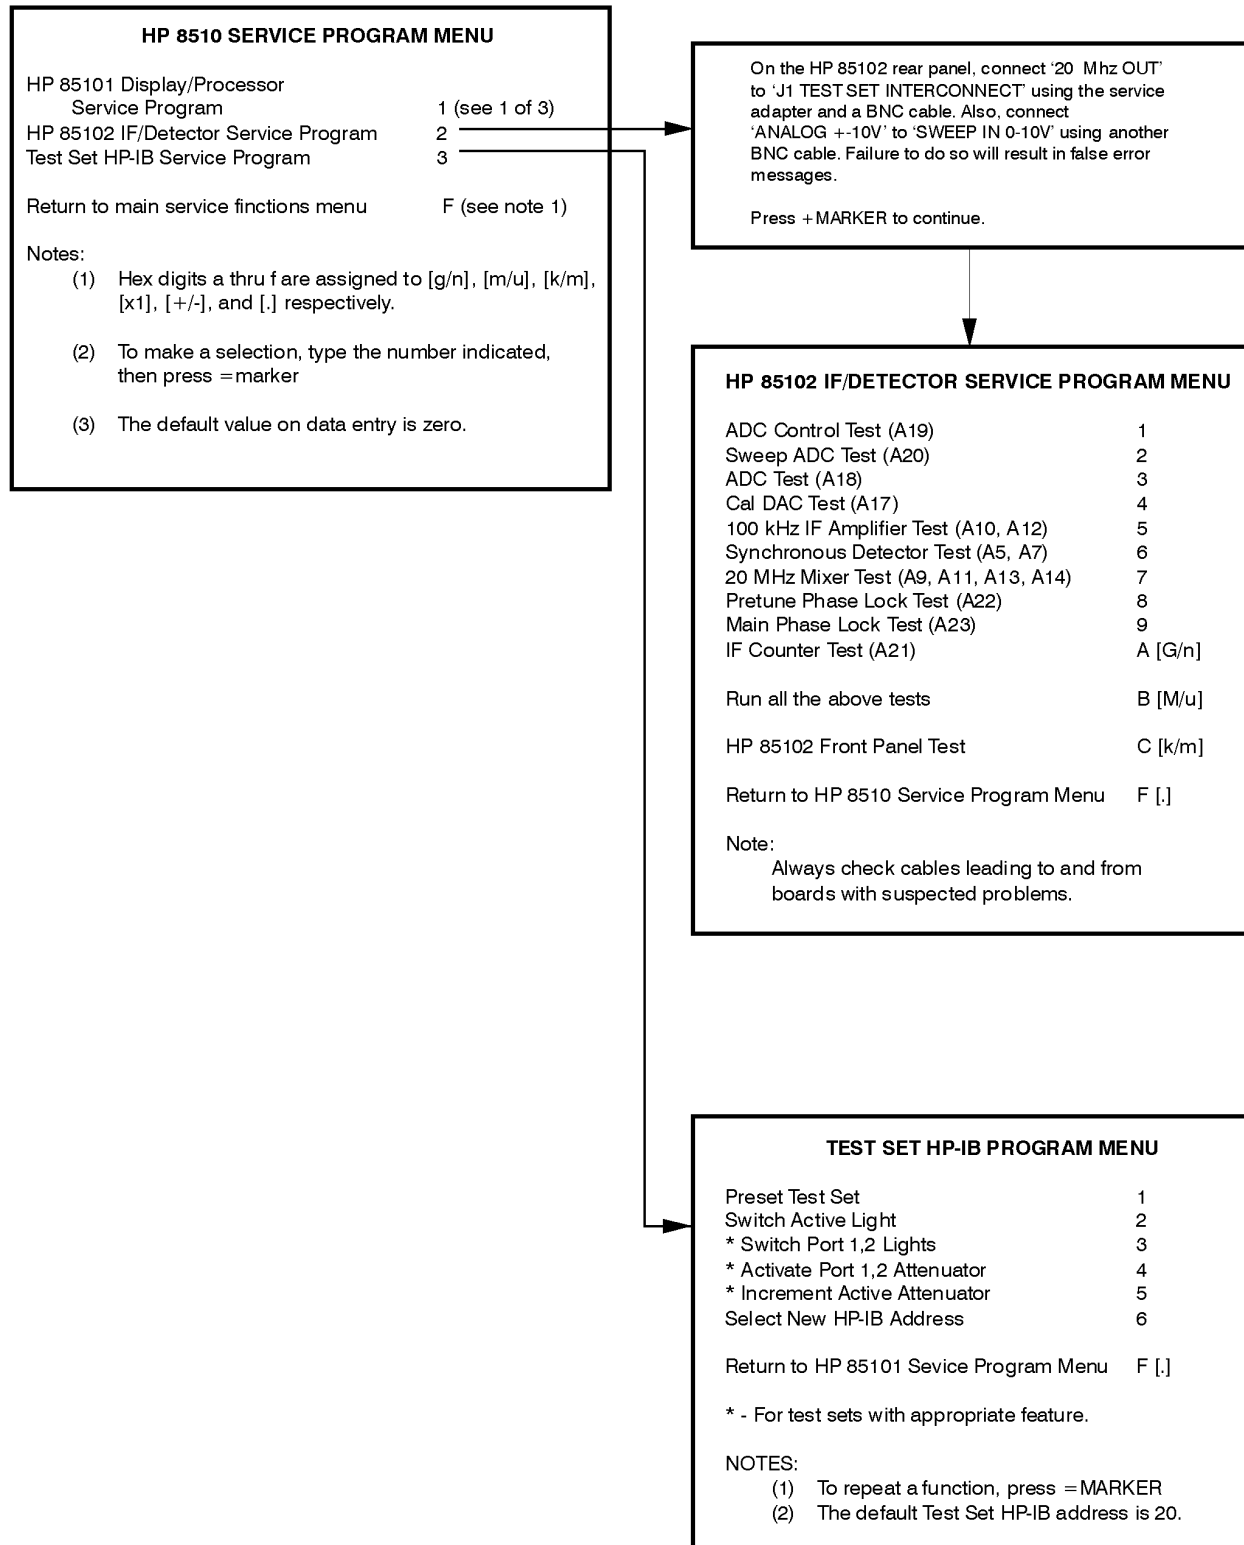 HP 8510 SERVICE PROGRAM MENU
HP 85101 Display/Processor
Service Program 1 (see 1 of 3)
HP 85102 IF/Detector Service Program 2
Test Set HP-IB Service Program 3
Return to main service finctions menu F (see note 1)
Notes:
(1) Hex digits a thru f are assigned to [g/n], [m/u], [k/m],
[x1], [+/-], and [.] respectively.
(2) To make a selection, type the number indicated,
then press =marker
(3) The default value on data entry is zero.
On the HP 85102 rear panel, connect ‘20 Mhz OUT’
to ‘J1 TEST SET INTERCONNECT’ using the service
adapter and a BNC cable. Also, connect
‘ANALOG +-10V’ to ‘SWEEP IN 0-10V’ using another
BNC cable. Failure to do so will result in false error
messages.
Press +MARKER to continue.
HP 85102 IF/DETECTOR SERVICE PROGRAM MENU
ADC Control Test (A19) 1
Sweep ADC Test (A20) 2
ADC Test (A18) 3
Cal DAC Test (A17) 4
100 kHz IF Amplifier Test (A10, A12) 5
Synchronous Detector Test (A5, A7) 6
20 MHz Mixer Test (A9, A11, A13, A14) 7
Pretune Phase Lock Test (A22) 8
Main Phase Lock Test (A23) 9
IF Counter Test (A21) A [G/n]
Run all the above tests B [M/u]
HP 85102 Front Panel Test C [k/m]
Return to HP 8510 Service Program Menu F [.]
Note:
Always check cables leading to and from
boards with suspected problems.
TEST SET HP-IB PROGRAM MENU
Preset Test Set 1
Switch Active Light 2
* Switch Port 1,2 Lights 3
* Activate Port 1,2 Attenuator 4
* Increment Active Attenuator 5
Select New HP-IB Address 6
Return to HP 85101 Sevice Program Menu F [.]
* - For test sets with appropriate feature.
NOTES:
(1) To repeat a function, press =MARKER
(2) The default Test Set HP-IB address is 20.